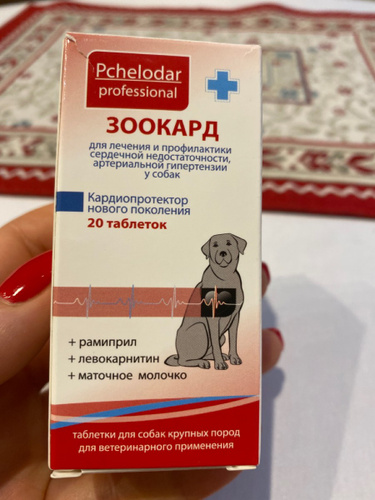 Pchelodar
professional
ЗООКАРД
для лечения и профилактики
сердечной недостаточности,
артериальной гипертензии
у собак
Кардиопротектор
нового поколения
20 таблеток
+ рамиприл
+ левокарнитин
+ маточное молочко
таблетки для собак крупных пород
для ветеринарного применения